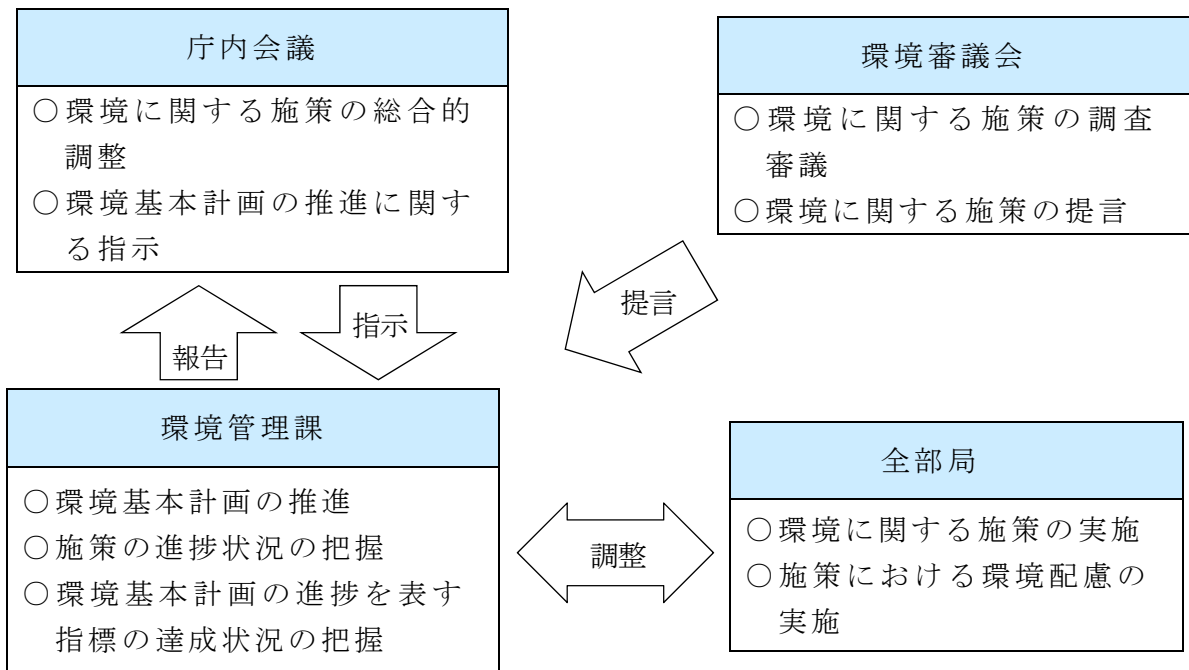 庁内会議
○環境に関する施策の総合的
調整
○環境基本計画の推進に関す
る指示
環境審議会
○環境に関する施策の調査
審議
○環境に関する施策の提言
報告
指示
提言
環境管理課
○環境基本計画の推進
○施策の進捗状況の把握
○環境基本計画の進捗を表す
指標の達成状況の把握
調整
全部局
○環境に関する施策の実施
○施策における環境配慮の
実施